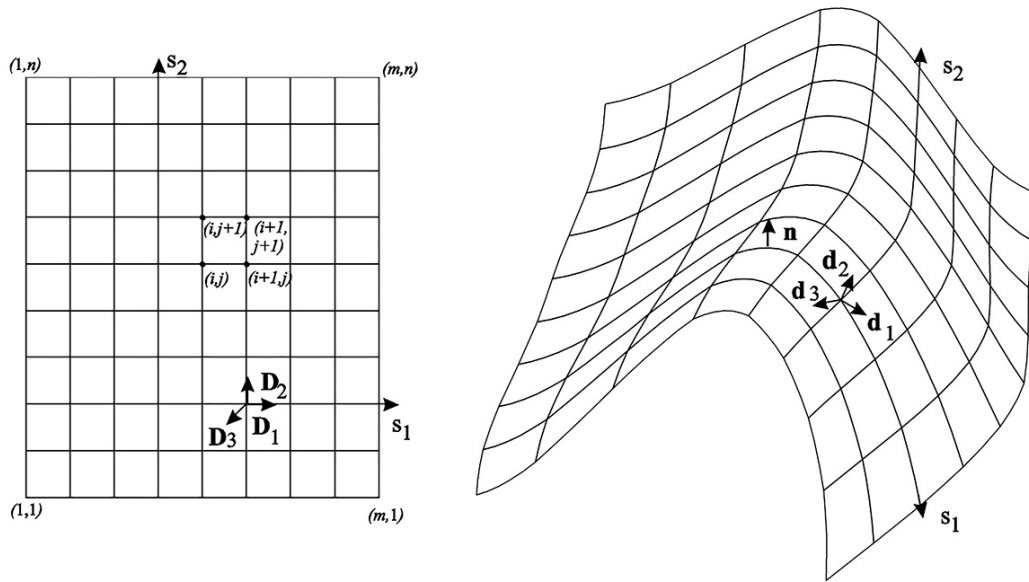 (1,n)
s2
(m,n)
(i,j+1)
(i+1,
j+1)
(i,j)
(i+1,j)
D2
D3
D1
s1
(1,1)
(m,1)
s2
n
d2
d3
d1
s1